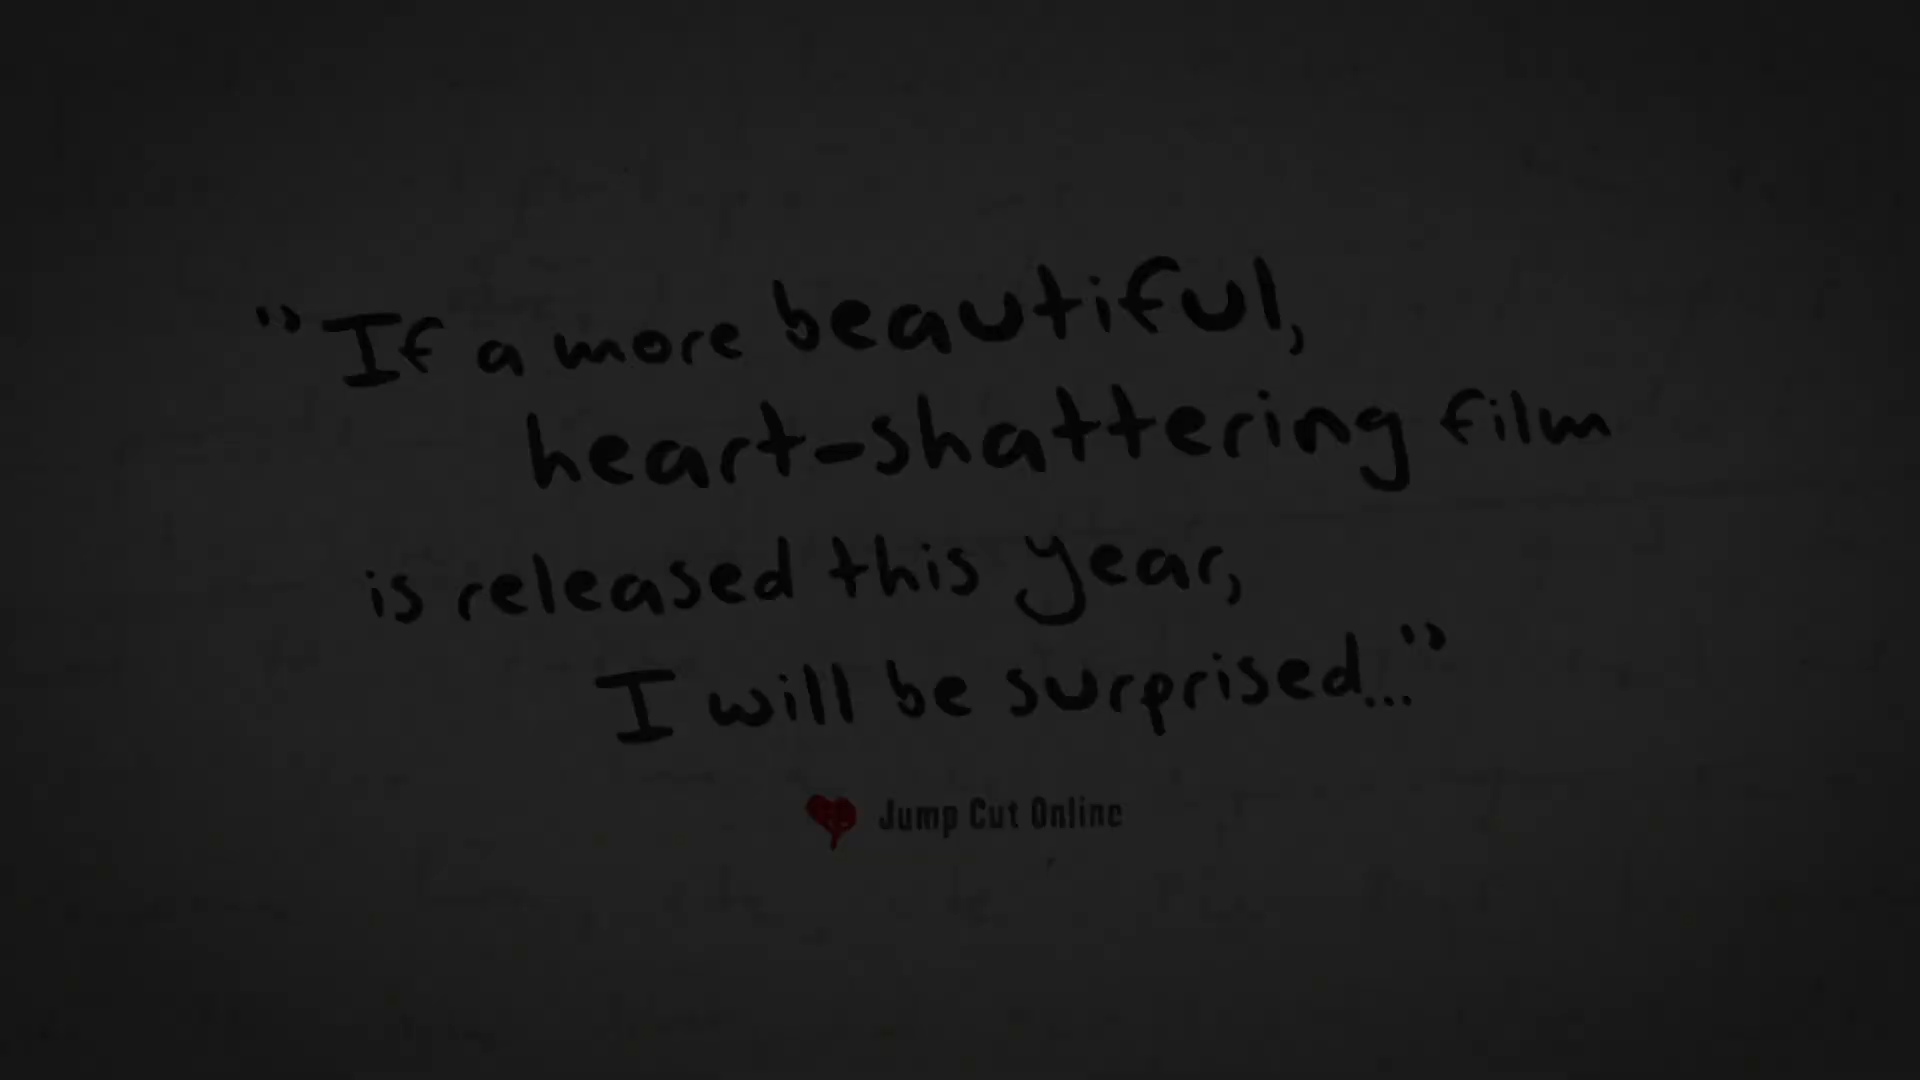 "If a more beautiful,
heart-shattering film
is released this year,
I will be surprised..."
Jump Cut Online